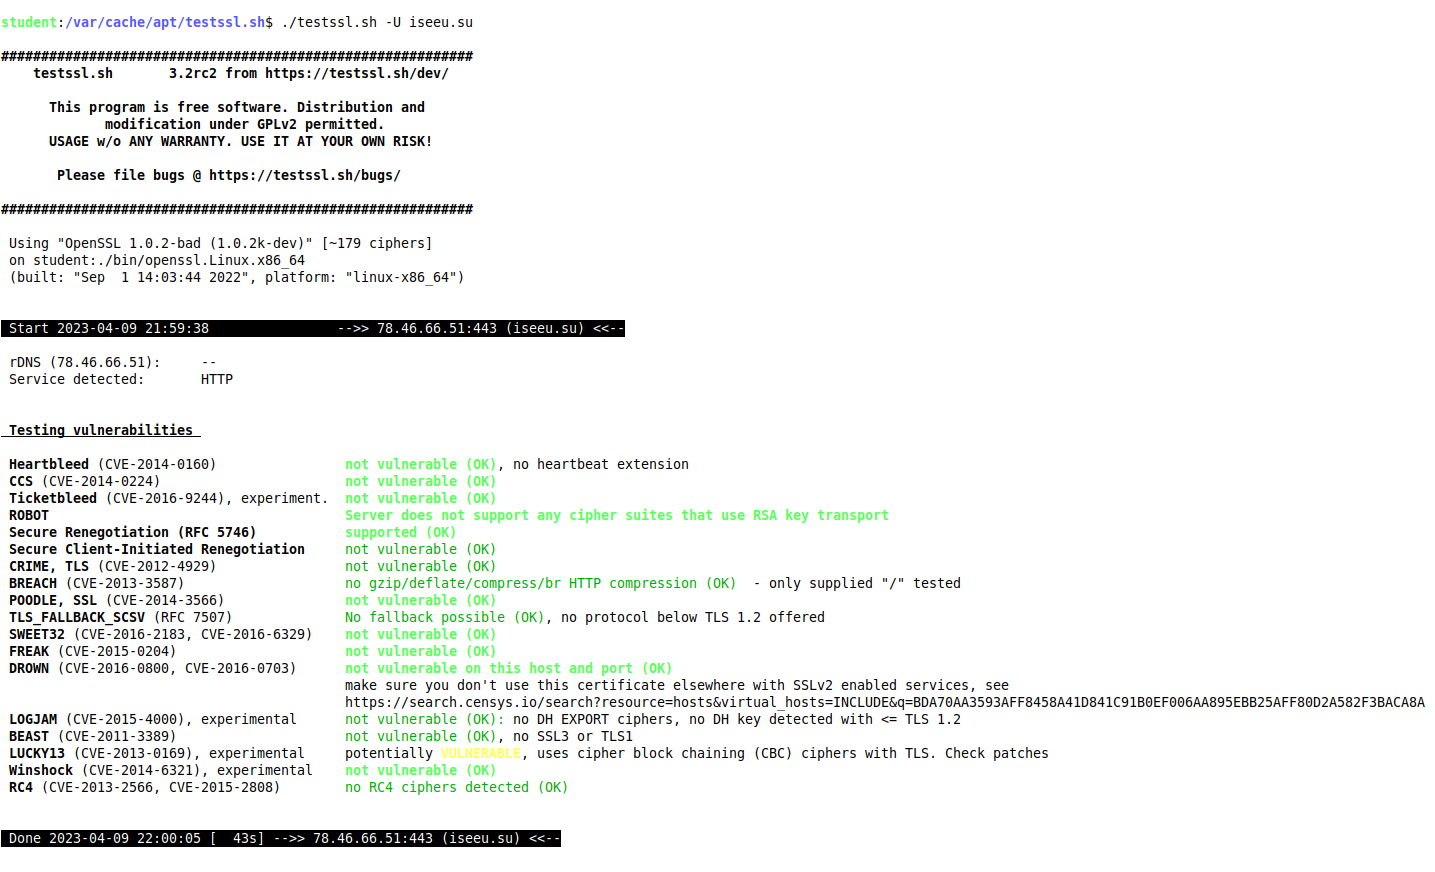 student:/var/cache/apt/testssl.sh$ ./testssl.sh -U iseeu.su
###########################################################
testssl.sh 3.2rc2 from https://testssl.sh/dev/
This program is free software. Distribution and
modification under GPLv2 permitted.
USAGE w/o ANY WARRANTY. USE IT AT YOUR OWN RISK!
Please file bugs @ https://testssl.sh/bugs/
###########################################################
Using "OpenSSL 1.0.2-bad (1.0.2k-dev)" [~179 ciphers]
on student:./bin/openssl.Linux.x86_64
(built: "Sep 1 14:03:44 2022", platform: "linux-x86_64")
Start 2023-04-09 21:59:38 -->> 78.46.66.51:443 (iseeu.su) <<--
rDNS (78.46.66.51): --
Service detected: HTTP
Testing vulnerabilities
Heartbleed (CVE-2014-0160) not vulnerable (OK), no heartbeat extension
CCS (CVE-2014-0224) not vulnerable (OK)
Ticketbleed (CVE-2016-9244), experiment. not vulnerable (OK)
ROBOT Server does not support any cipher suites that use RSA key transport
Secure Renegotiation (RFC 5746) supported (OK)
Secure Client-Initiated Renegotiation not vulnerable (OK)
CRIME, TLS (CVE-2012-4929) not vulnerable (OK)
BREACH (CVE-2013-3587) no gzip/deflate/compress/br HTTP compression (OK) - only supplied "/" tested
POODLE, SSL (CVE-2014-3566) not vulnerable (OK)
TLS_FALLBACK_SCSV (RFC 7507) No fallback possible (OK), no protocol below TLS 1.2 offered
SWEET32 (CVE-2016-2183, CVE-2016-6329) not vulnerable (OK)
FREAK (CVE-2015-0204) not vulnerable (OK)
DROWN (CVE-2016-0800, CVE-2016-0703) not vulnerable on this host and port (OK)
make sure you don't use this certificate elsewhere with SSLv2 enabled services, see
https://search.censys.io/search?resource=hosts&virtual_hosts=INCLUDE&q=BDA70AA3593AFF8458A41D841C91B0EF006AA895EBB25AFF80D2A582F3BACA8A
LOGJAM (CVE-2015-4000), experimental not vulnerable (OK): no DH EXPORT ciphers, no DH key detected with <= TLS 1.2
BEAST (CVE-2011-3389) not vulnerable (OK), no SSL3 or TLS1
LUCKY13 (CVE-2013-0169), experimental potentially VULNERABLE, uses cipher block chaining (CBC) ciphers with TLS. Check patches
Winshock (CVE-2014-6321), experimental not vulnerable (OK)
RC4 (CVE-2013-2566, CVE-2015-2808) no RC4 ciphers detected (OK)
Done 2023-04-09 22:00:05 [ 43s] -->> 78.46.66.51:443 (iseeu.su) <<--